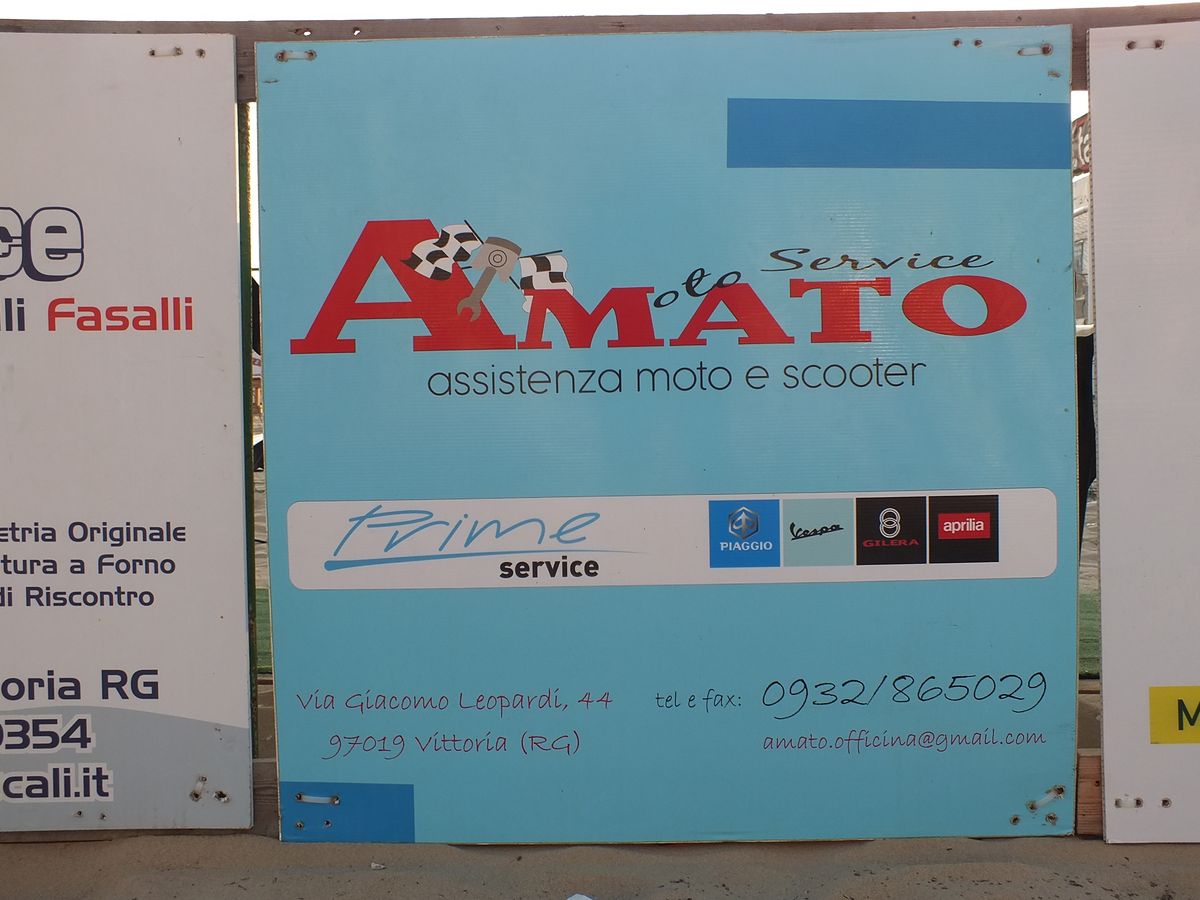 ce
li Fasalli
etria Originale
tura a Forno
di Riscontro
oria RG
0354
cali.it
AMATO
oto Service
assistenza moto e scooter
Prime
service
PIAGGIO
Vespa
GILERA
aprilia
Via Giacomo Leopardi, 44
97019 Vittoria (RG)
tel e fax: 0932/865029
amato.officina@gmail.com
M